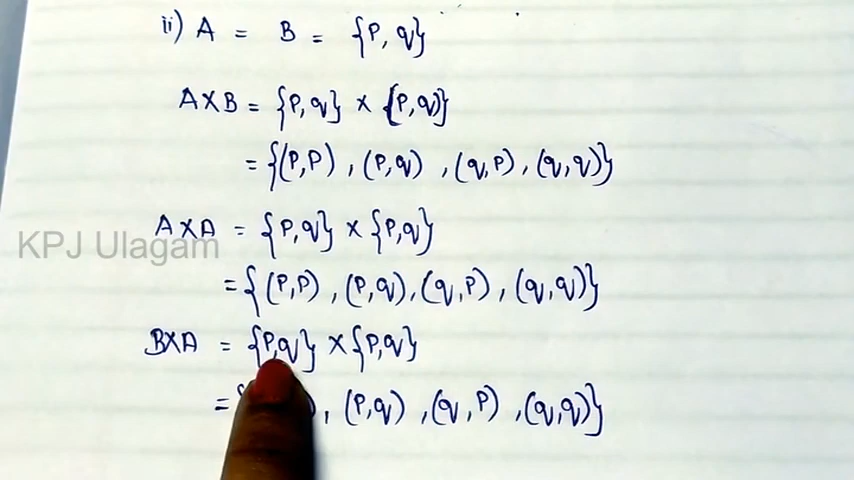 ii) A = B = {P, q}
A X B = {P, q} x {P, q}
= {(P, P) , (P, q) , (q, P) , (q, q)}
A X A = {P, q} x {P, q}
KPJ Ulagam
= { (P, P) , (P, q) , (q, P) , (q, q)}
B X A = {P, q} x {P, q}
= { ) , (P, q) , (q, P) , (q, q)}